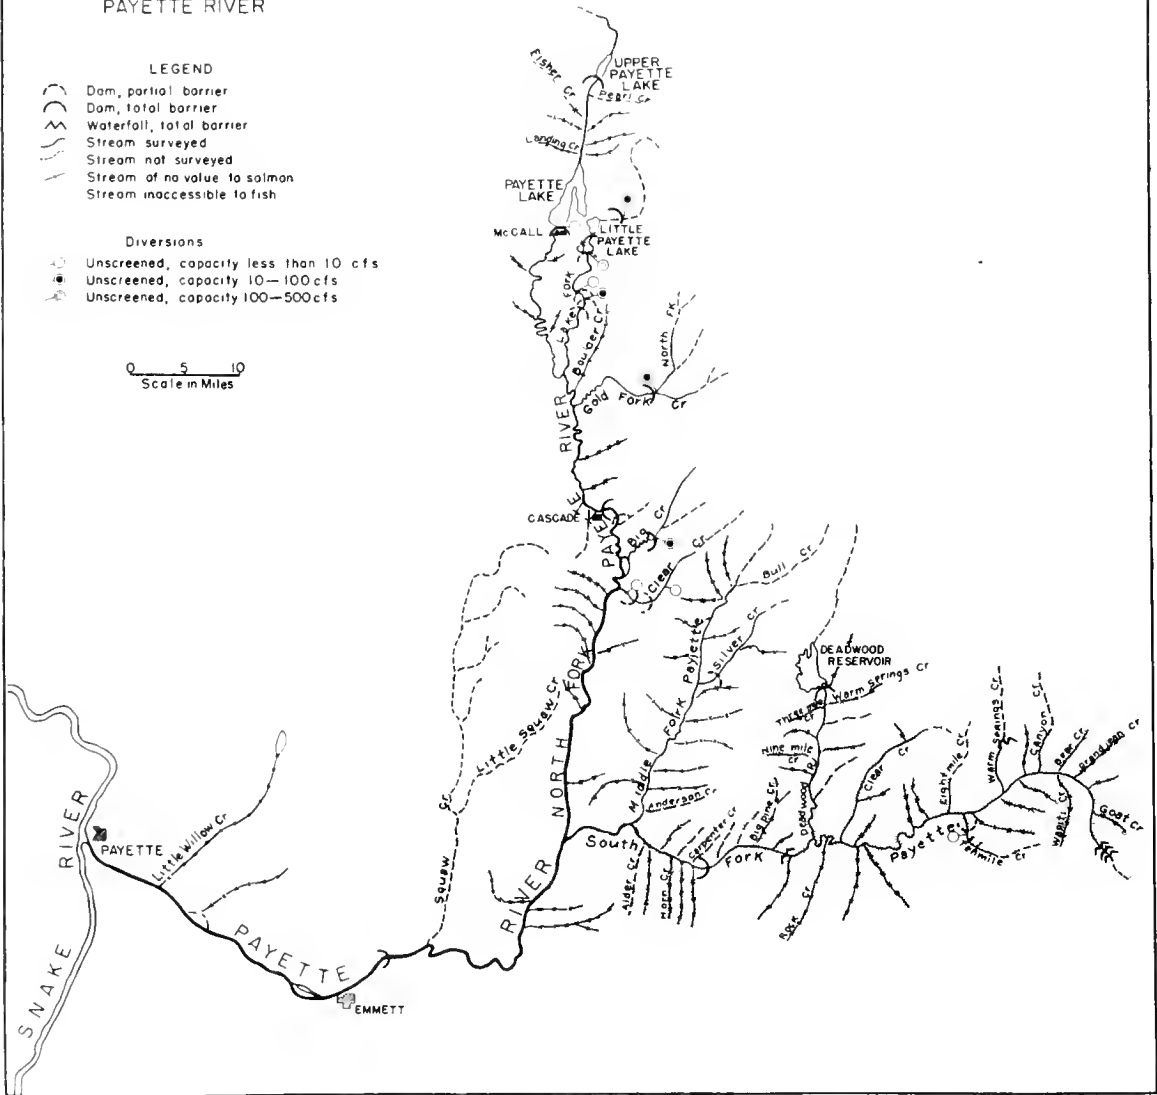 PAYETTE RIVER
LEGEND
Dam, partial barrier
Dam, total barrier
Waterfall, total barrier
Stream surveyed
Stream not surveyed
Stream of no value to salmon
Stream inaccessible to fish
Diversions
Unscreened, capacity less than 10 cfs
Unscreened, capacity 10—100cfs
Unscreened, capacity 100—500cfs
0 5 10
Scale in Miles
Fisher Cr
UPPER
PAYETTE
LAKE
Pearl Cr
Landing Cr
PAYETTE
LAKE
McCALL
LITTLE
PAYETTE
LAKE
Lake Fork
Boulder Cr
North FK
Gold Fork Cr
RIVER
CASCADE
PAYETTE
Big Cr
Clear Cr
Bull Cr
Silver Cr
Middle Fork Payette
DEADWOOD
RESERVOIR
Warm Springs Cr
Three mile Cr
Nine mile Cr
Deadwood R
Little Squaw Cr
NORTH FORK
Squaw Cr
Anderson Cr
Carpenter Cr
Big Pine Cr
Clear Cr
Eight mile Cr
Warm Springs Cr
Canyon Cr
Bear Cr
Grandjean Cr
Goat Cr
Wapiti Cr
Tenmile Cr
South Fork Payette
Alder Cr
Horn Cr
Rock Cr
Little Willow Cr
PAYETTE
PAYETTE RIVER
EMMETT
SNAKE RIVER